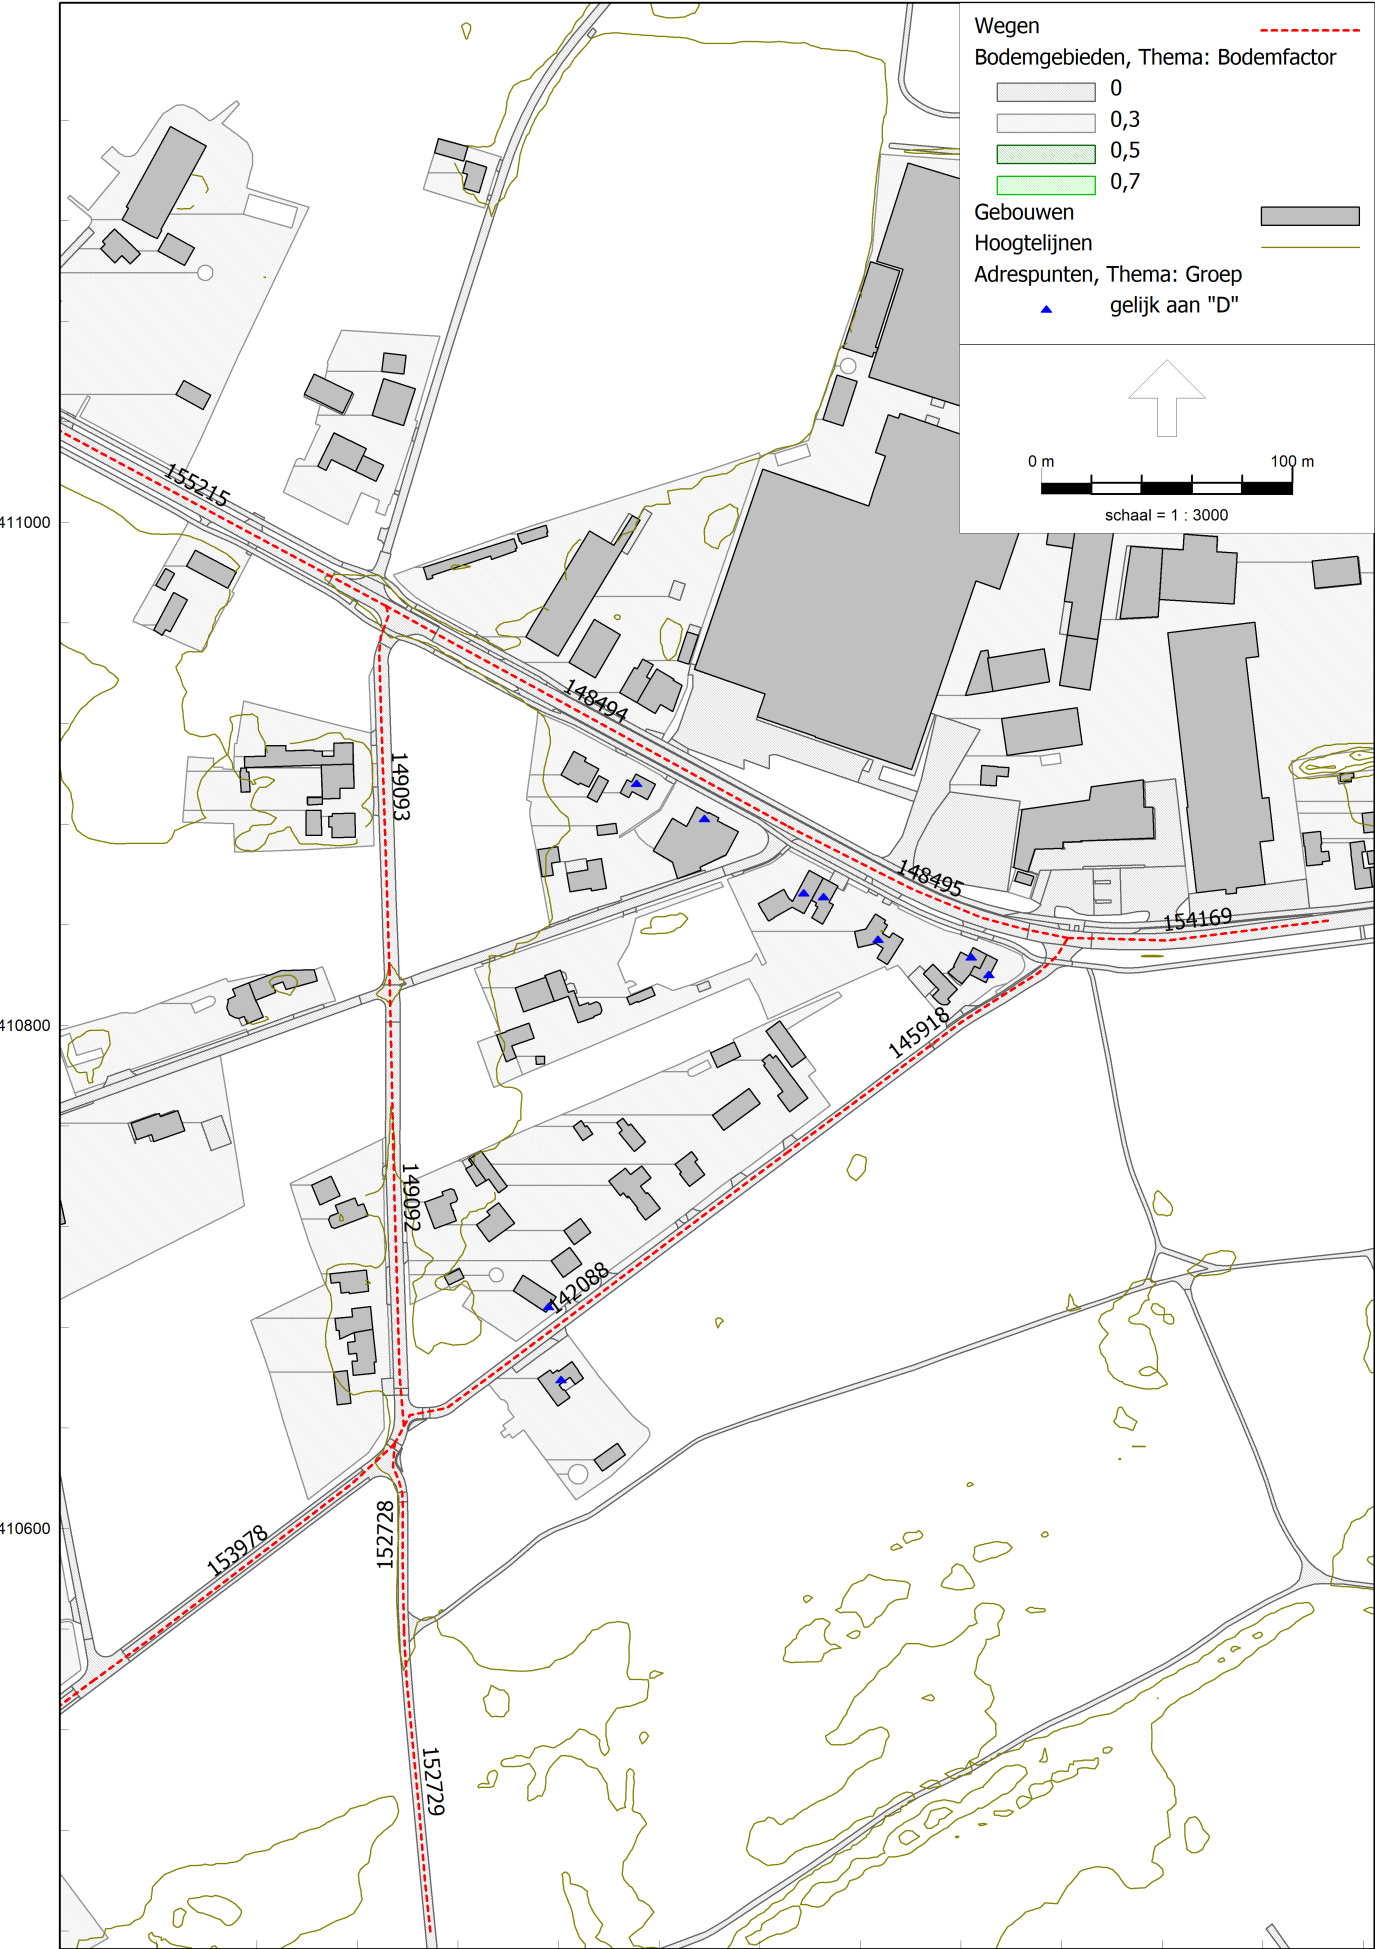 Wegen
Bodemgebieden, Thema: Bodemfactor
0
0,3
0,5
0,7
Gebouwen
Hoogtelijnen
Adrespunten, Thema: Groep
gelijk aan "D"
0 m 100 m
schaal = 1 : 3000
155215
411000
148494
149093
148495
154169
410800
145918
149092
142088
410600
153978
152728
152729